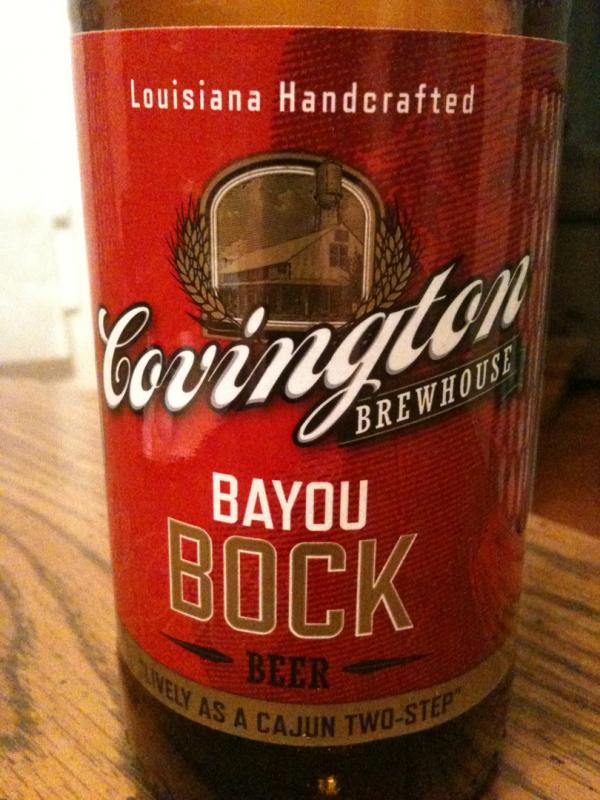 Louisiana Handcrafted
Covington
BREWHOUSE
BAYOU
BOCK
BEER
"LIVELY AS A CAJUN TWO-STEP"